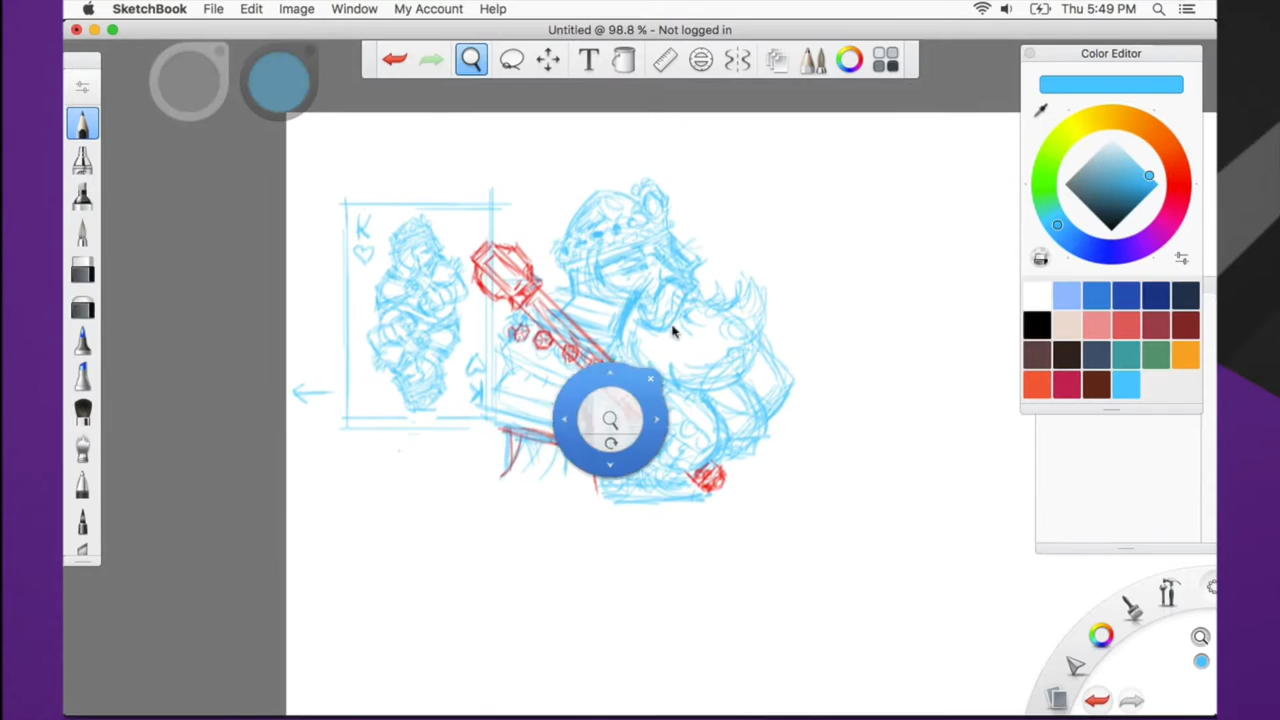 SketchBook File Edit Image Window My Account Help Thu 5:49 PM
Untitled @ 98.8 % - Not logged in
T
Color Editor
K